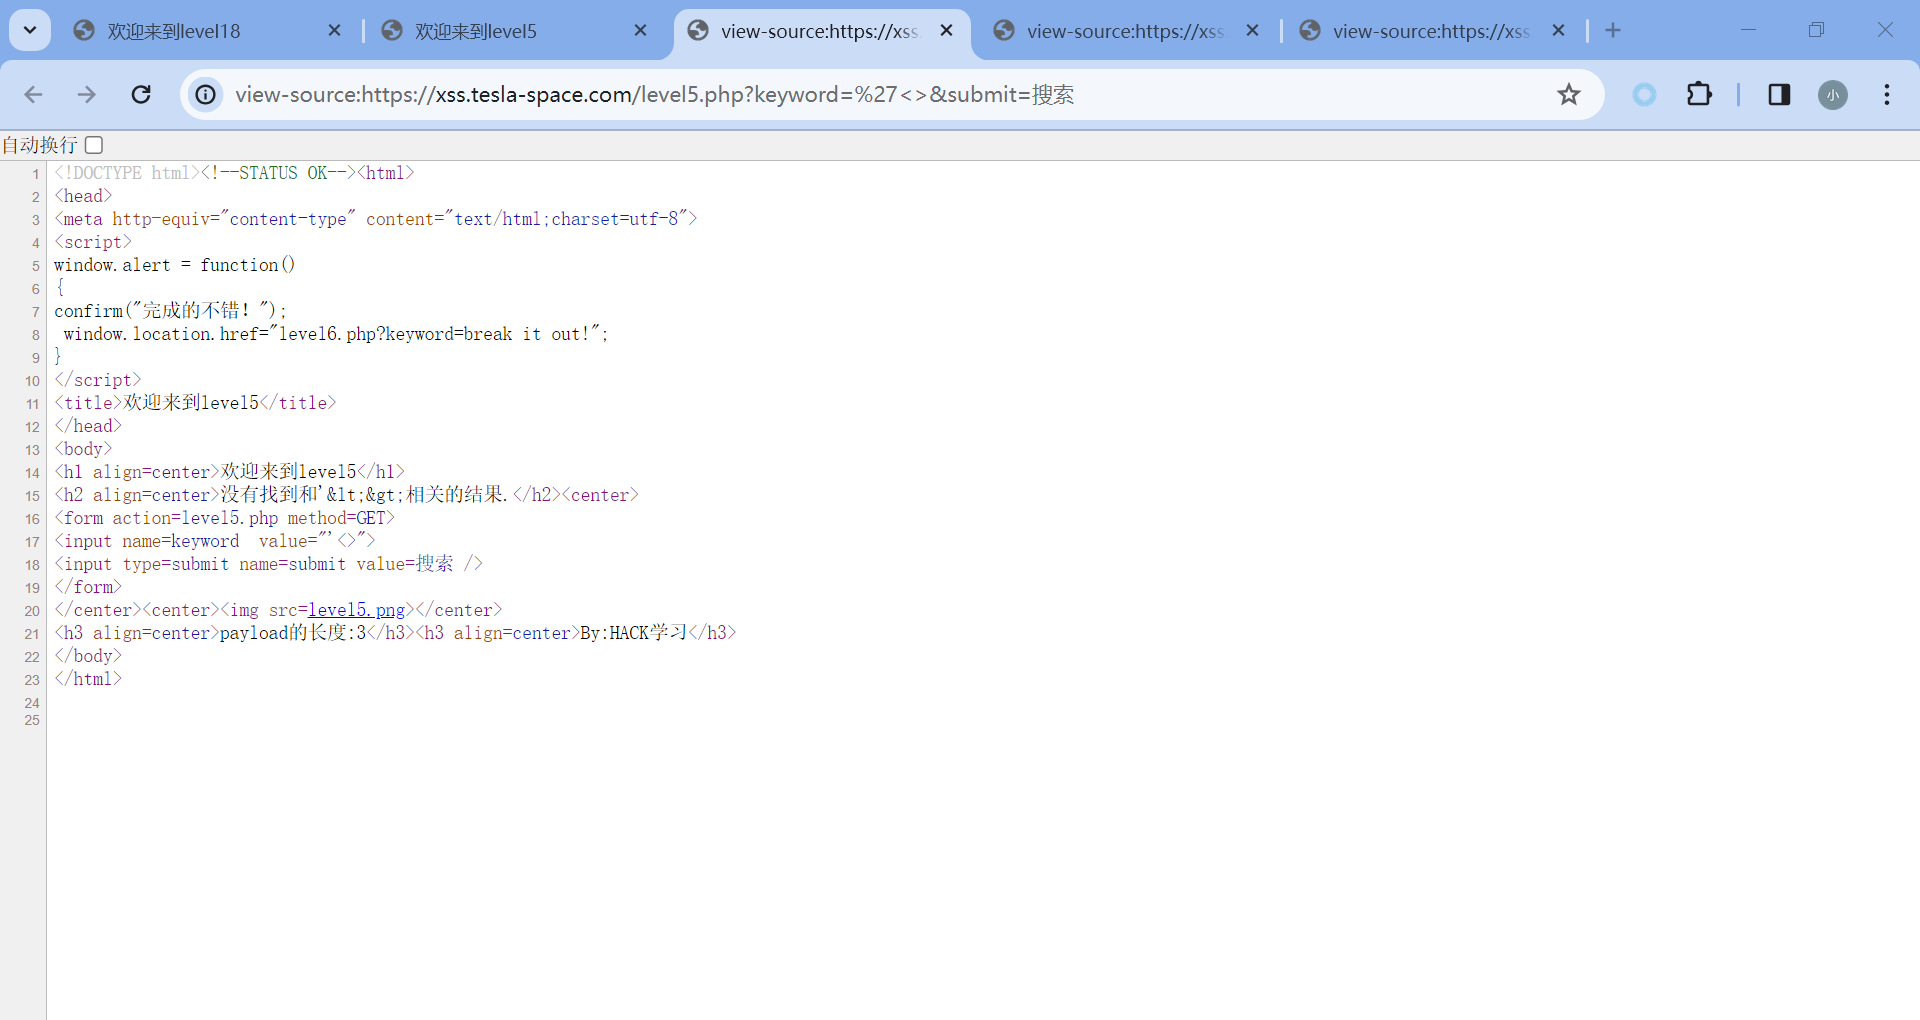 欢迎来到level18
欢迎来到level5
view-source:https://xss
view-source:https://xss
view-source:https://xss
view-source:https://xss.tesla-space.com/level5.php?keyword=%27<>&submit=搜索
小
自动换行
1 <!DOCTYPE html><!--STATUS OK--><html>
2 <head>
3 <meta http-equiv="content-type" content="text/html;charset=utf-8">
4 <script>
5 window.alert = function()
6 {
7 confirm("完成的不错！");
8  window.location.href="level6.php?keyword=break it out!";
9 }
10 </script>
11 <title>欢迎来到level5</title>
12 </head>
13 <body>
14 <h1 align=center>欢迎来到level5</h1>
15 <h2 align=center>没有找到和'&lt;&gt;相关的结果.</h2><center>
16 <form action=level5.php method=GET>
17 <input name=keyword  value="'<>">
18 <input type=submit name=submit value=搜索 />
19 </form>
20 </center><center><img src=level5.png></center>
21 <h3 align=center>payload的长度:3</h3><h3 align=center>By:HACK学习</h3>
22 </body>
23 </html>
24
25